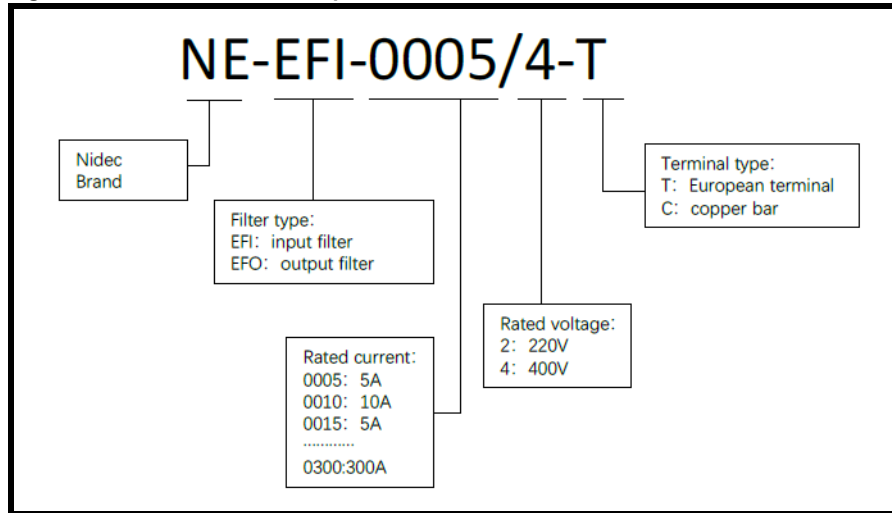 NE-EFI-0005/4-T
Nidec
Brand
Filter type:
EFI: input filter
EFO: output filter
Rated current:
0005: 5A
0010: 10A
0015: 5A
............
0300:300A
Rated voltage:
2: 220V
4: 400V
Terminal type:
T: European terminal
C: copper bar